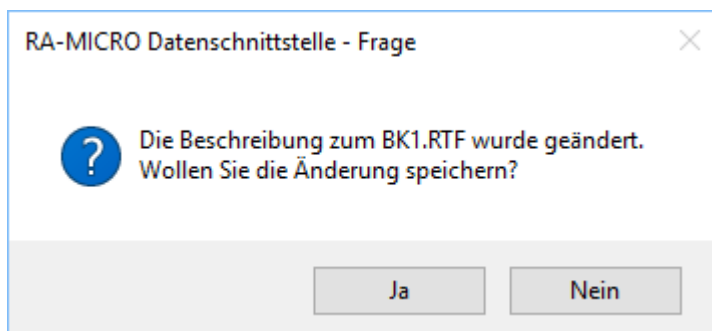 RA-MICRO Datenschnittstelle - Frage
Die Beschreibung zum BK1.RTF wurde geändert.
Wollen Sie die Änderung speichern?
Ja
Nein